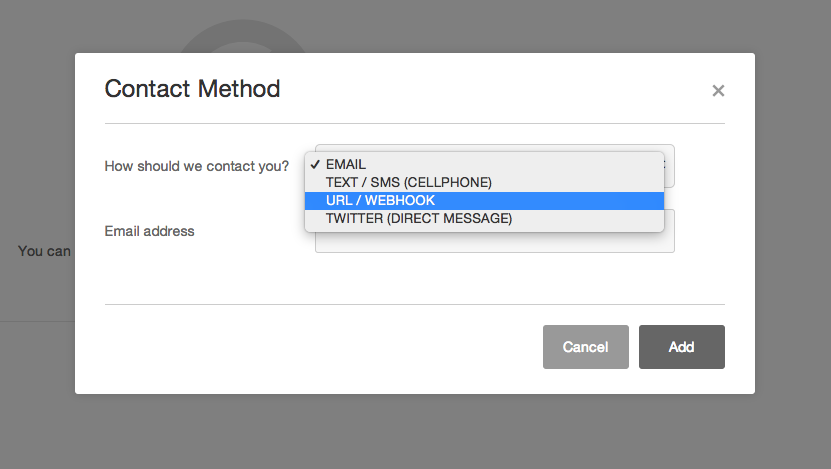 Contact Method
×
How should we contact you?
✓ EMAIL
TEXT / SMS (CELLPHONE)
URL / WEBHOOK
TWITTER (DIRECT MESSAGE)
Email address
You can
Cancel
Add